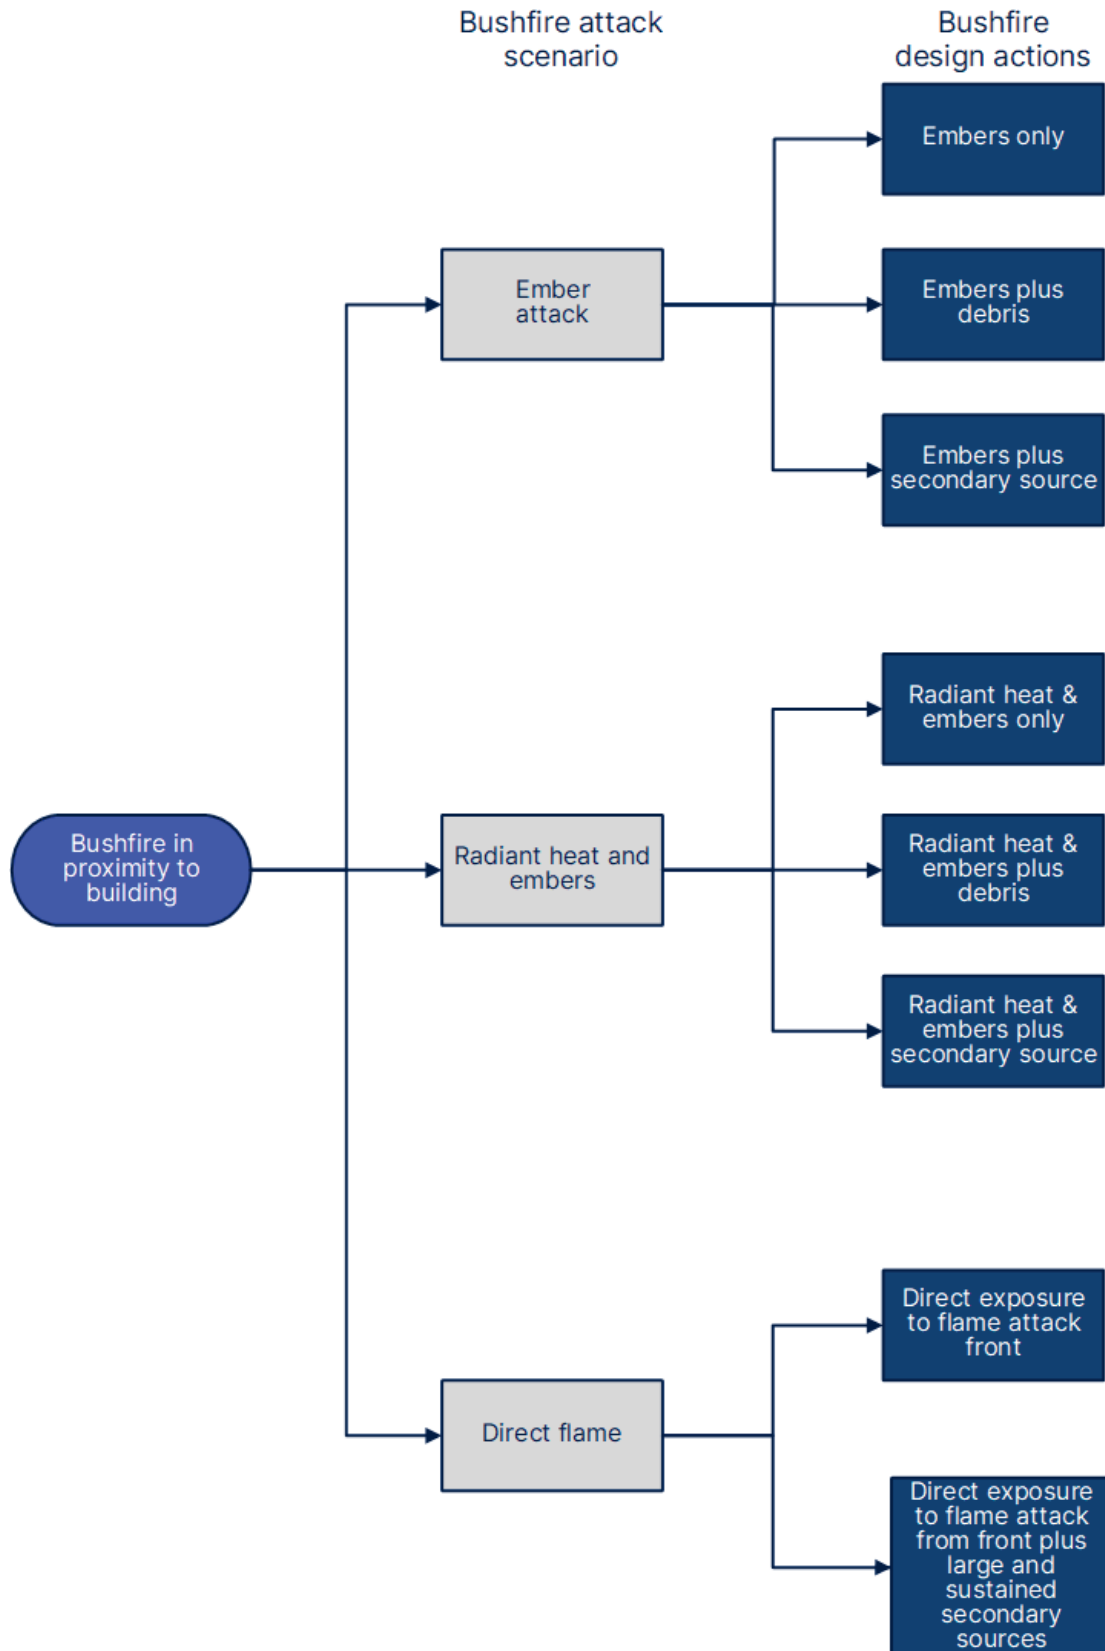 Bushfire attack
scenario
Bushfire
design actions
Embers only
Ember
attack
Embers plus
debris
Embers plus
secondary source
Radiant heat &
embers only
Bushfire in
proximity to
building
Radiant heat and
embers
Radiant heat &
embers plus
debris
Radiant heat &
embers plus
secondary source
Direct exposure
to flame attack
front
Direct flame
Direct exposure
to flame attack
from front plus
large and
sustained
secondary
sources